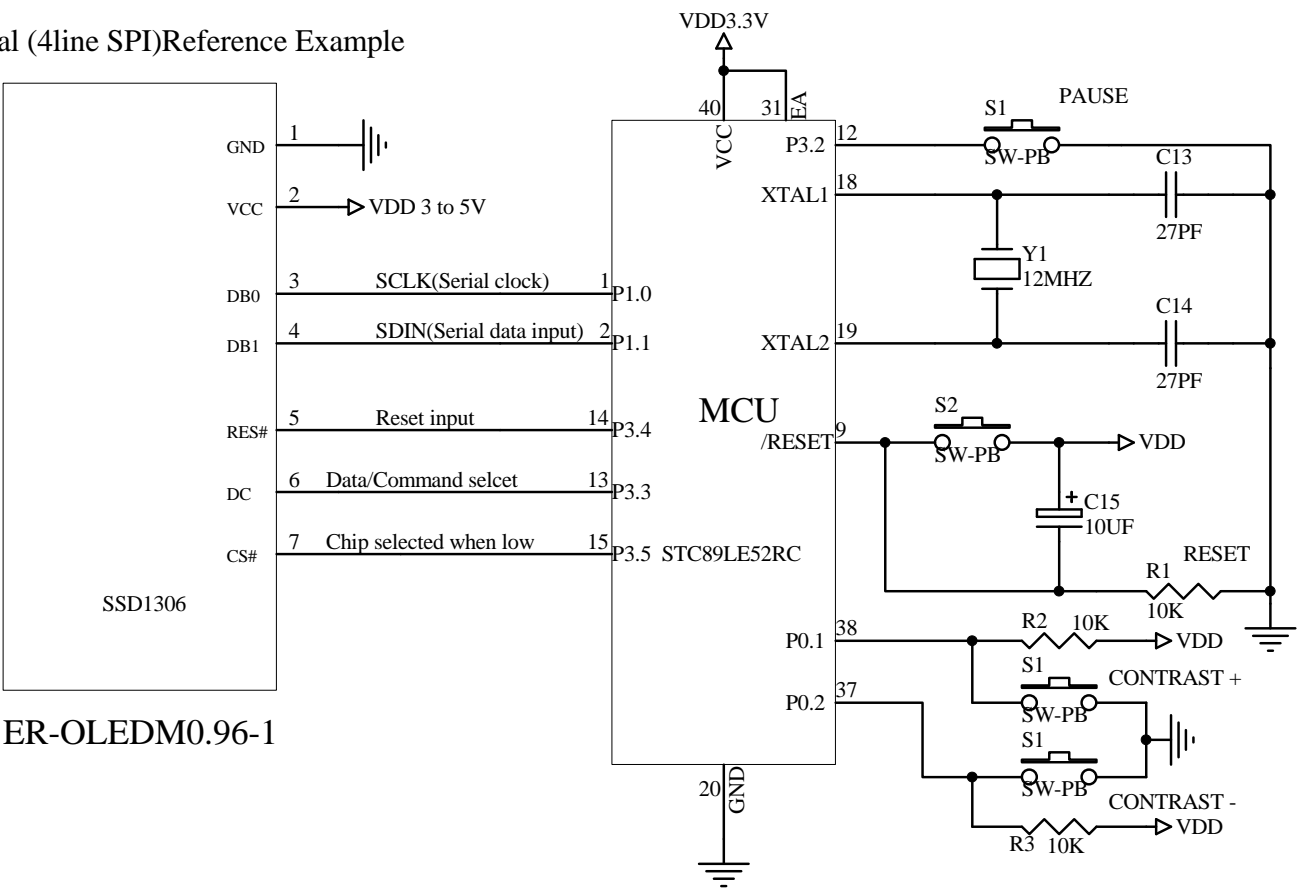 al (4line SPI)Reference Example
VDD3.3V
GND 1
VCC 2 VDD 3 to 5V
DB0 3 SCLK(Serial clock) 1 P1.0
DB1 4 SDIN(Serial data input) 2 P1.1
RES# 5 Reset input 14 P3.4
DC 6 Data/Command selcet 13 P3.3
CS# 7 Chip selected when low 15 P3.5
SSD1306
ER-OLEDM0.96-1
40 VCC
31 EA
MCU
STC89LE52RC
20 GND
P3.2 12
S1 PAUSE
SW-PB
XTAL1 18
C13
27PF
Y1
12MHZ
XTAL2 19
C14
27PF
/RESET 9
S2
SW-PB
VDD
C15
+
10UF
RESET
R1
10K
P0.1 38
R2 10K
VDD
S1
CONTRAST +
SW-PB
P0.2 37
S1
SW-PB
CONTRAST -
R3 10K
VDD